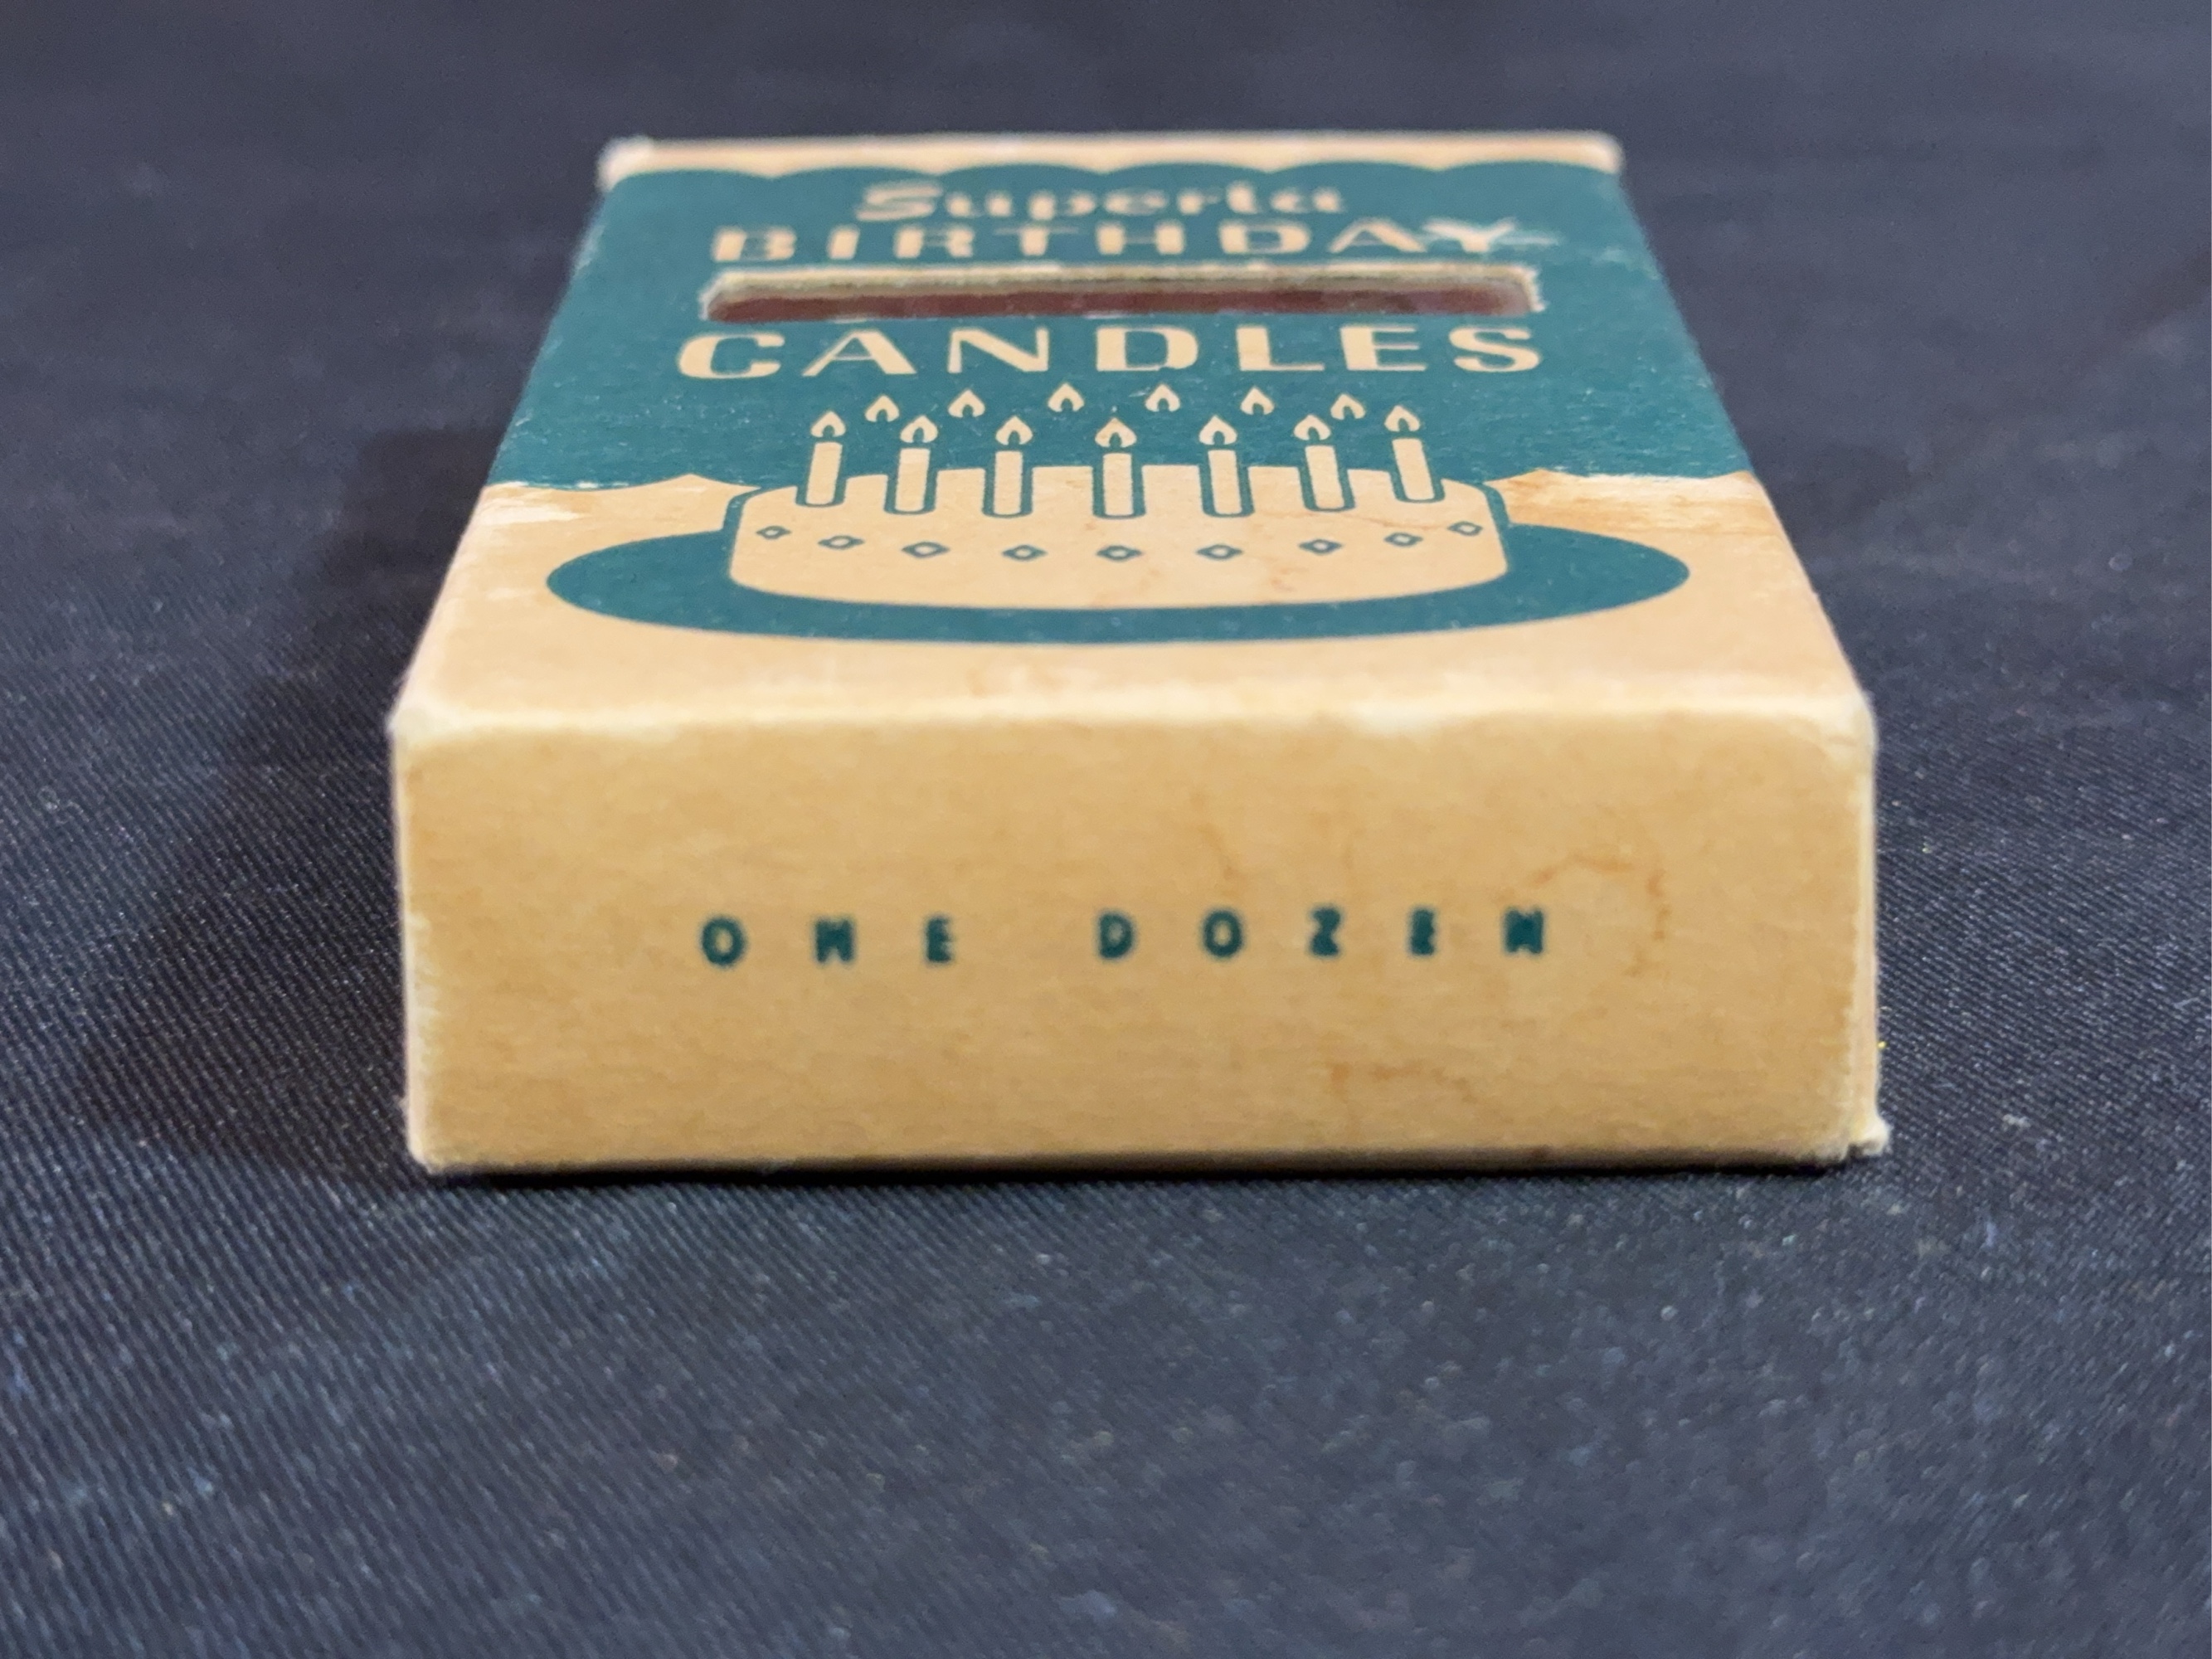 Superla
BIRTHDAY
CANDLES
ONE DOZEN